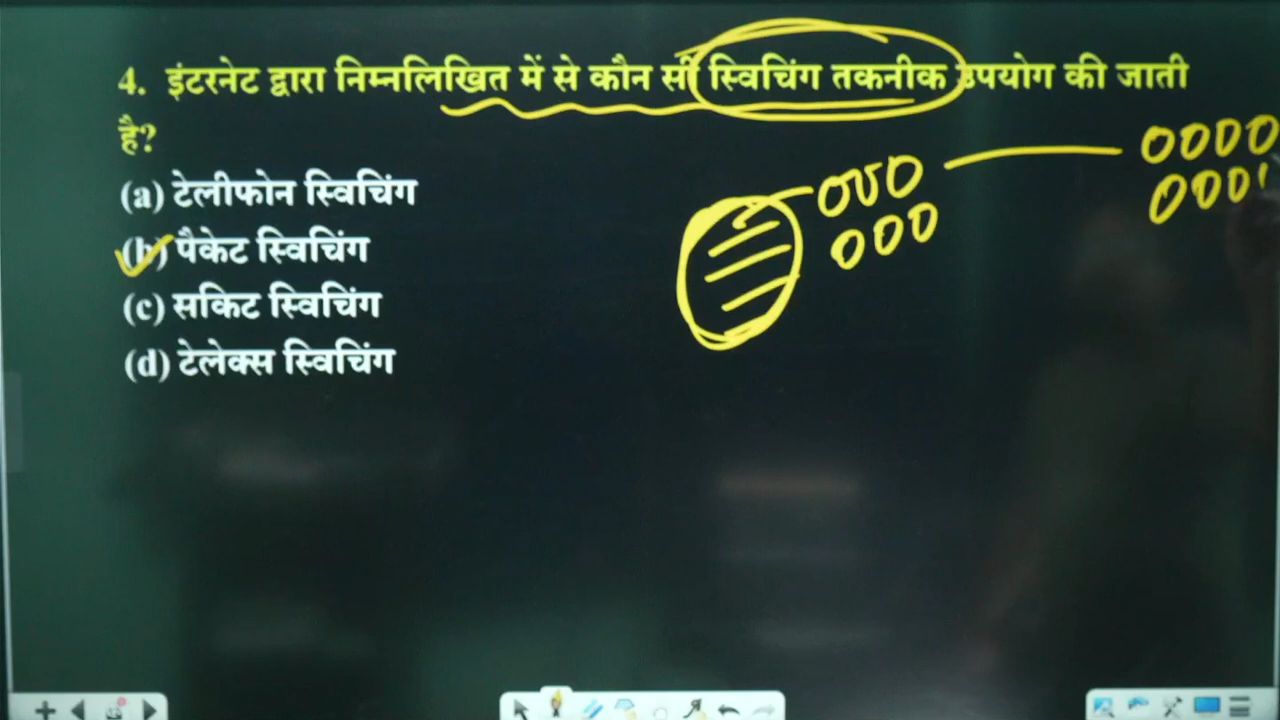 4. इंटरनेट द्वारा निम्नलिखित में से कौन सी स्विचिंग तकनीक उपयोग की जाती
है?
(a) टेलीफोन स्विचिंग
(b) पैकेट स्विचिंग
(c) सर्किट स्विचिंग
(d) टेलेक्स स्विचिंग